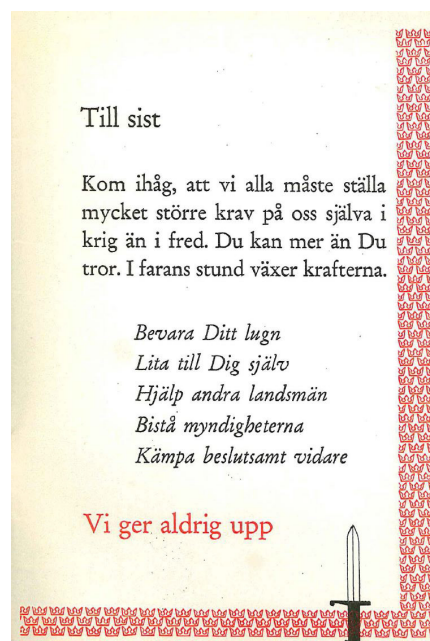 Till sist
Kom ihåg, att vi alla måste ställa
mycket större krav på oss själva i
krig än i fred. Du kan mer än Du
tror. I farans stund växer krafterna.
Bevara Ditt lugn
Lita till Dig själv
Hjälp andra landsmän
Bistå myndigheterna
Kämpa beslutsamt vidare
Vi ger aldrig upp